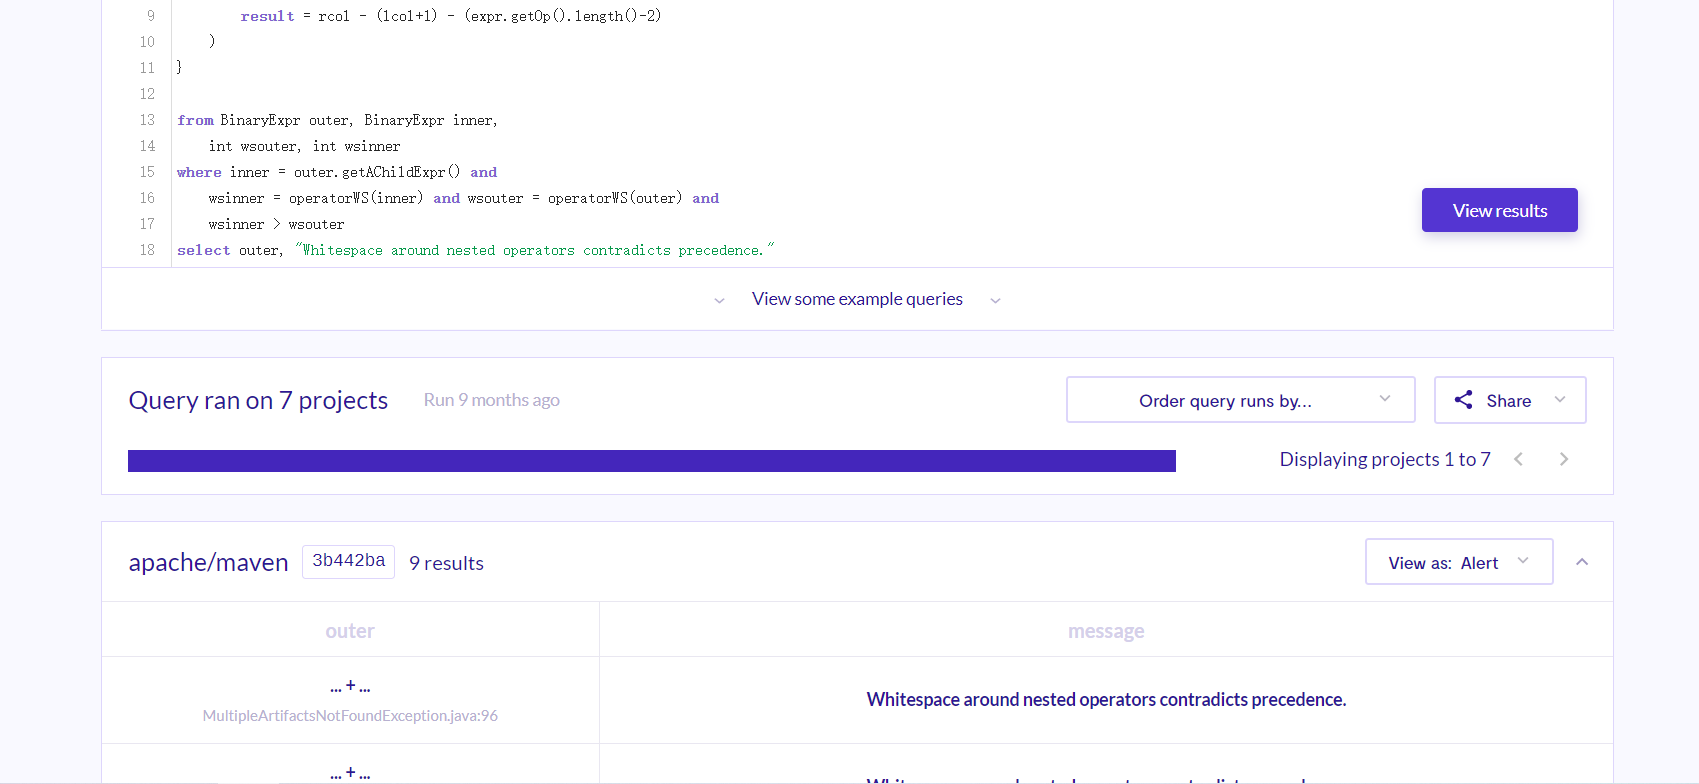 9 result = rcol - (lcol+1) - (expr.getOp().length()-2)
10 )
11 }
12
13 from BinaryExpr outer, BinaryExpr inner,
14 int wsouter, int wsinner
15 where inner = outer.getAChildExpr() and
16 wsinner = operatorWS(inner) and wsouter = operatorWS(outer) and
17 wsinner > wsouter
18 select outer, "Whitespace around nested operators contradicts precedence."
View results
View some example queries
Query ran on 7 projects Run 9 months ago
Order query runs by...
Share
Displaying projects 1 to 7
apache/maven 3b442ba 9 results
View as: Alert
outer message
... + ...
MultipleArtifactsNotFoundException.java:96
Whitespace around nested operators contradicts precedence.
... + ...